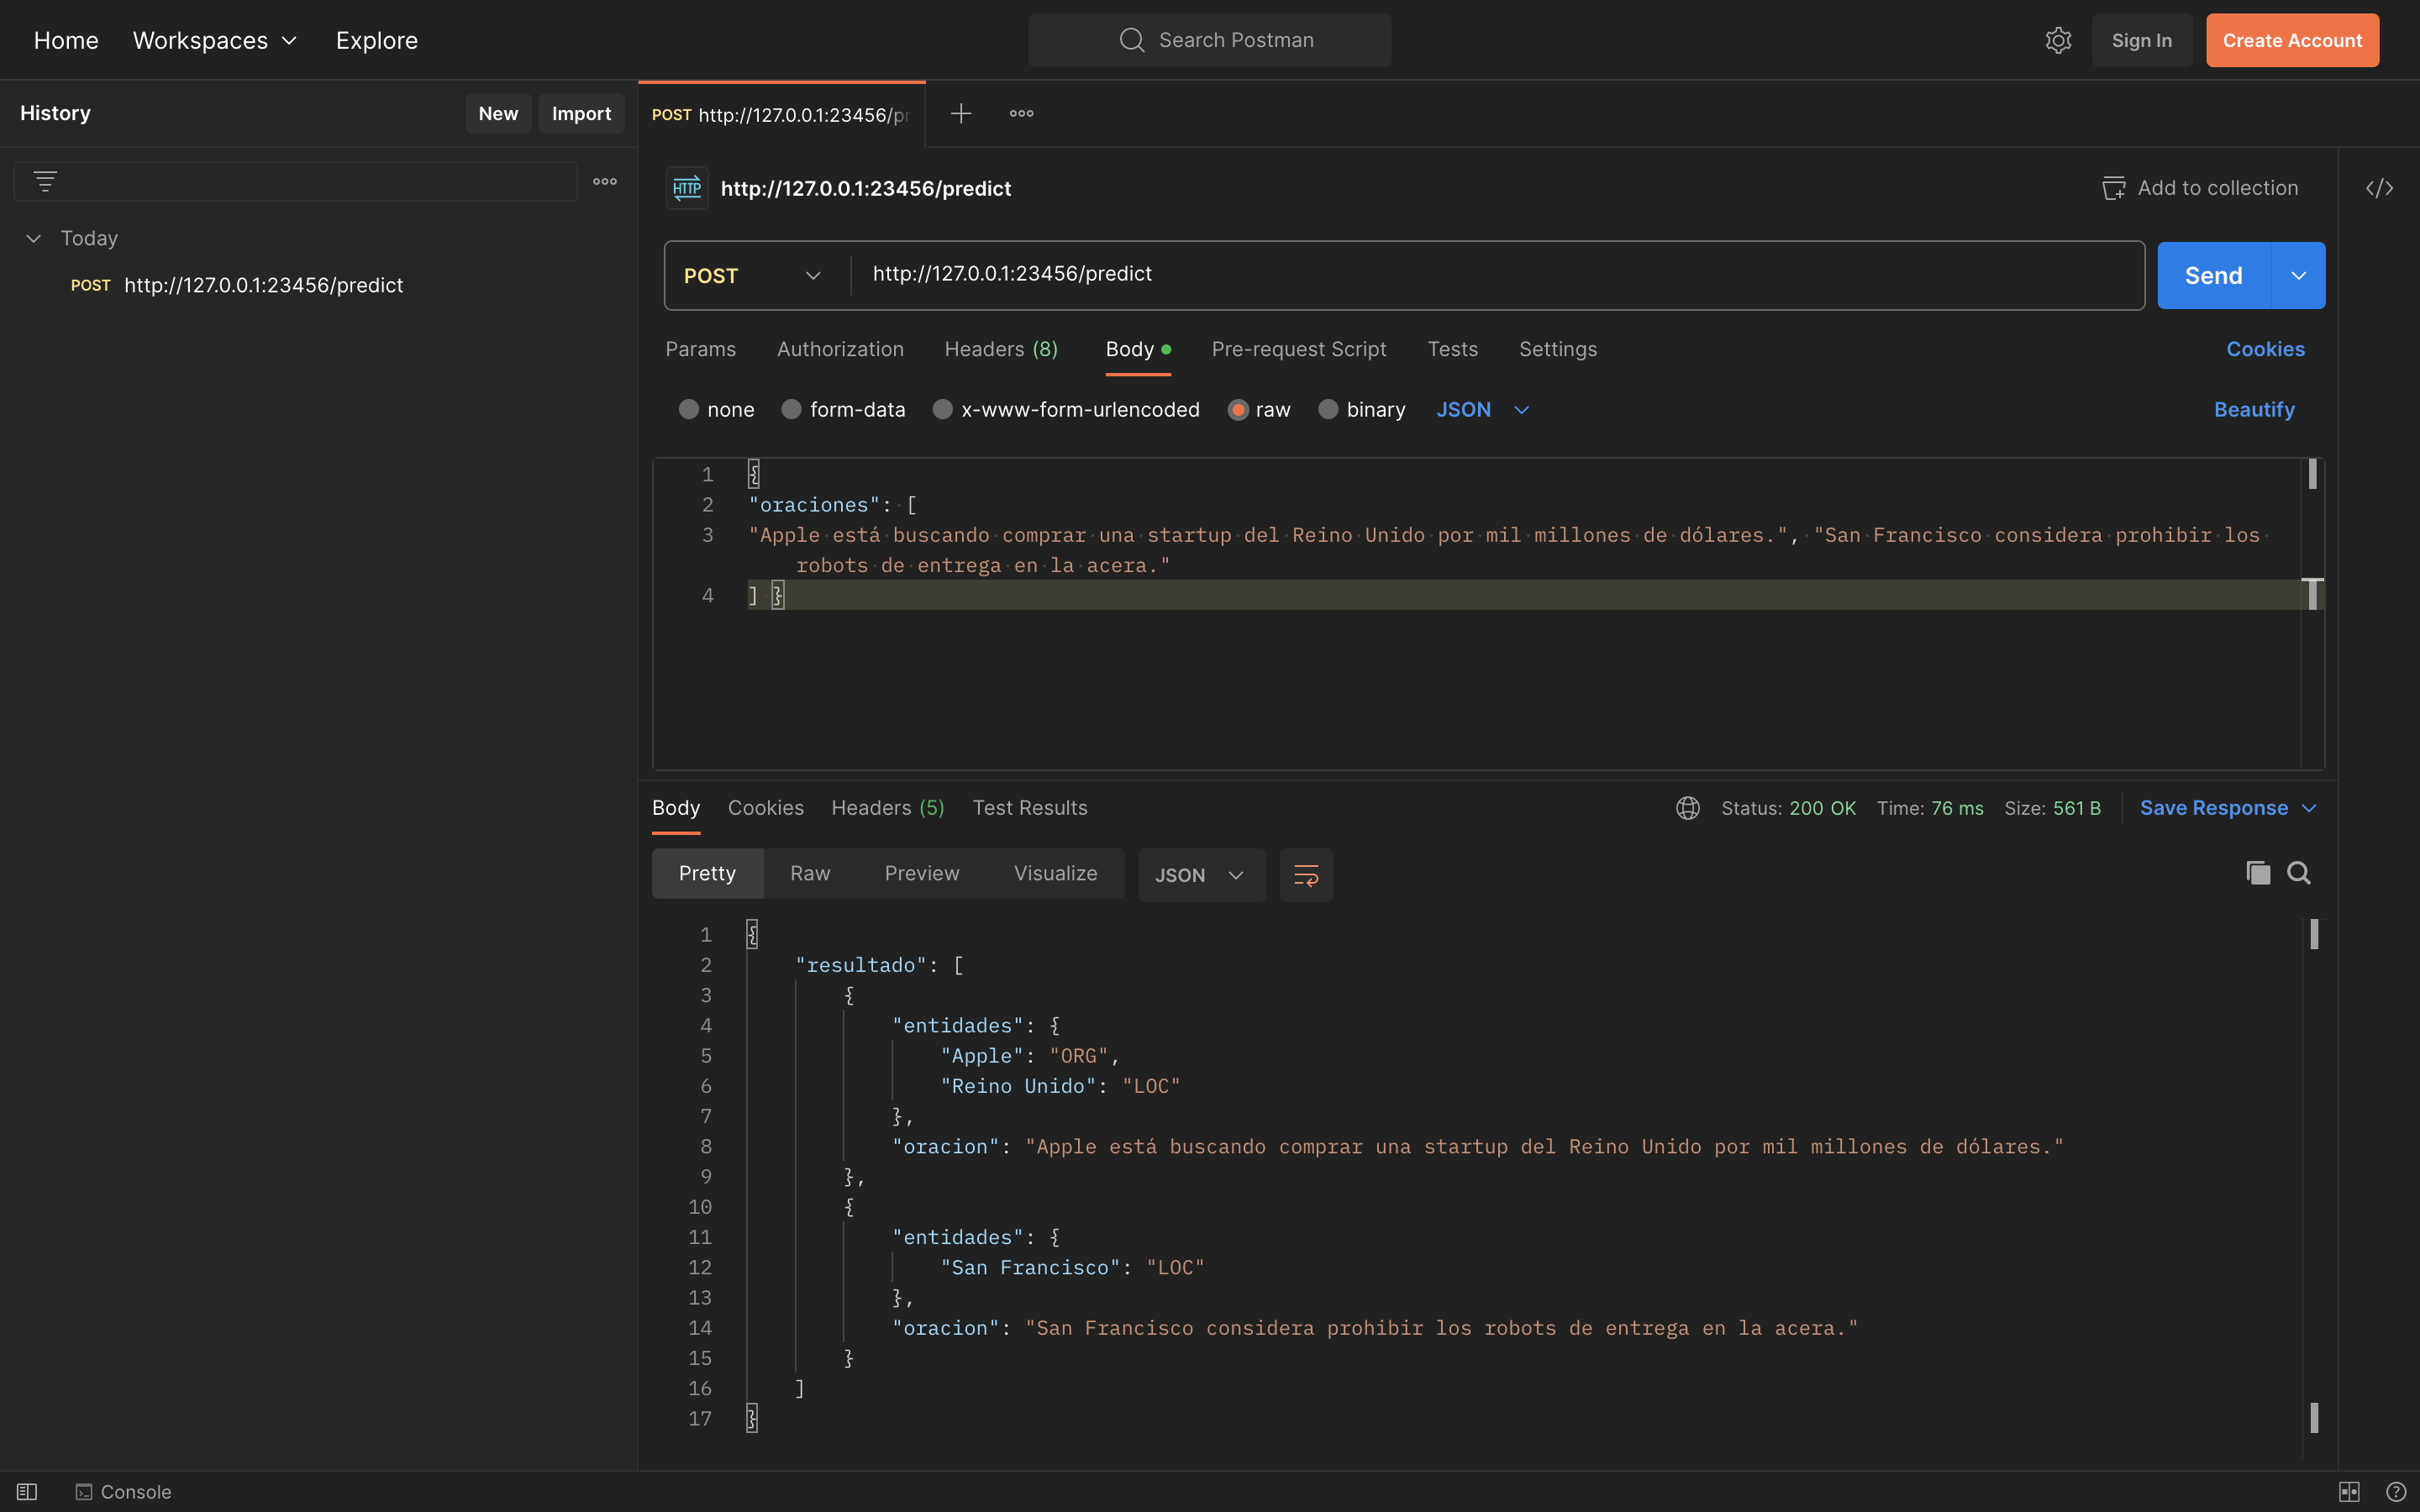 Home Workspaces Explore Search Postman Sign In Create Account
History New Import
POST http://127.0.0.1:23456/pr
Today
POST http://127.0.0.1:23456/predict
HTTP http://127.0.0.1:23456/predict Add to collection </>
POST http://127.0.0.1:23456/predict Send
Params Authorization Headers (8) Body Pre-request Script Tests Settings Cookies
none form-data x-www-form-urlencoded raw binary JSON Beautify
1 {
2 "oraciones": [
3 "Apple está buscando comprar una startup del Reino Unido por mil millones de dólares.", "San Francisco considera prohibir los
robots de entrega en la acera."
4 ] }
Body Cookies Headers (5) Test Results Status: 200 OK Time: 76 ms Size: 561 B Save Response
Pretty Raw Preview Visualize JSON
1 {
2 "resultado": [
3 {
4 "entidades": {
5 "Apple": "ORG",
6 "Reino Unido": "LOC"
7 },
8 "oracion": "Apple está buscando comprar una startup del Reino Unido por mil millones de dólares."
9 },
10 {
11 "entidades": {
12 "San Francisco": "LOC"
13 },
14 "oracion": "San Francisco considera prohibir los robots de entrega en la acera."
15 }
16 ]
17 }
Console